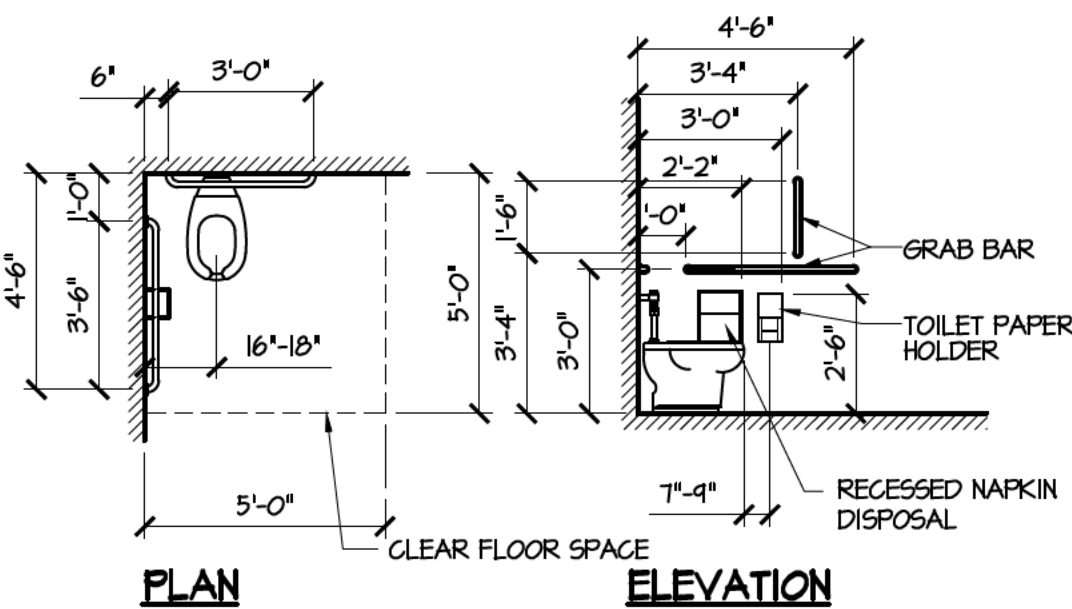 6"
3'-0"
1'-0"
4'-6"
3'-6"
16"-18"
5'-0"
5'-0"
CLEAR FLOOR SPACE
PLAN
4'-6"
3'-4"
3'-0"
2'-2"
'-0"
1'-6"
3'-4"
3'-0"
2'-6"
GRAB BAR
TOILET PAPER
HOLDER
7"-9"
RECESSED NAPKIN
DISPOSAL
ELEVATION